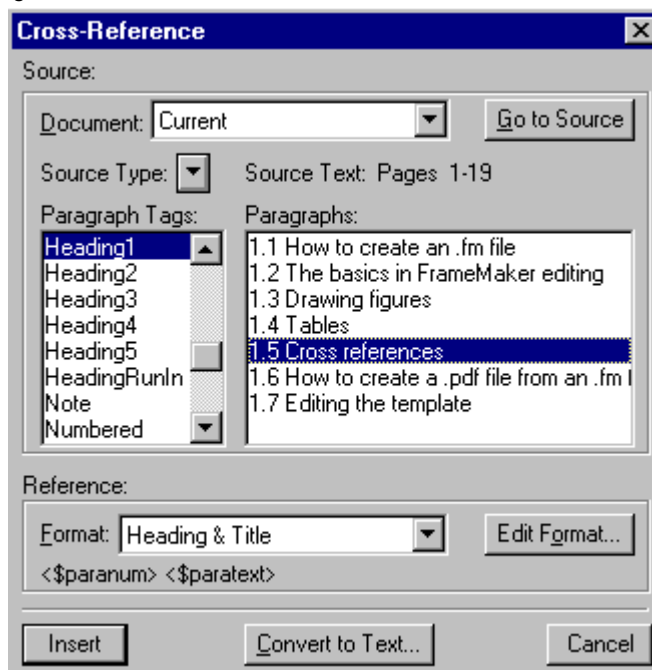 Cross-Reference
Source:
Document: Current
Go to Source
Source Type:
Source Text: Pages 1-19
Paragraph Tags:
Paragraphs:
Heading1
Heading2
Heading3
Heading4
Heading5
HeadingRunIn
Note
Numbered
1.1 How to create an .fm file
1.2 The basics in FrameMaker editing
1.3 Drawing figures
1.4 Tables
1.5 Cross references
1.6 How to create a .pdf file from an .fm
1.7 Editing the template
Reference:
Format: Heading & Title
Edit Format...
<$paranum> <$paratext>
Insert
Convert to Text...
Cancel